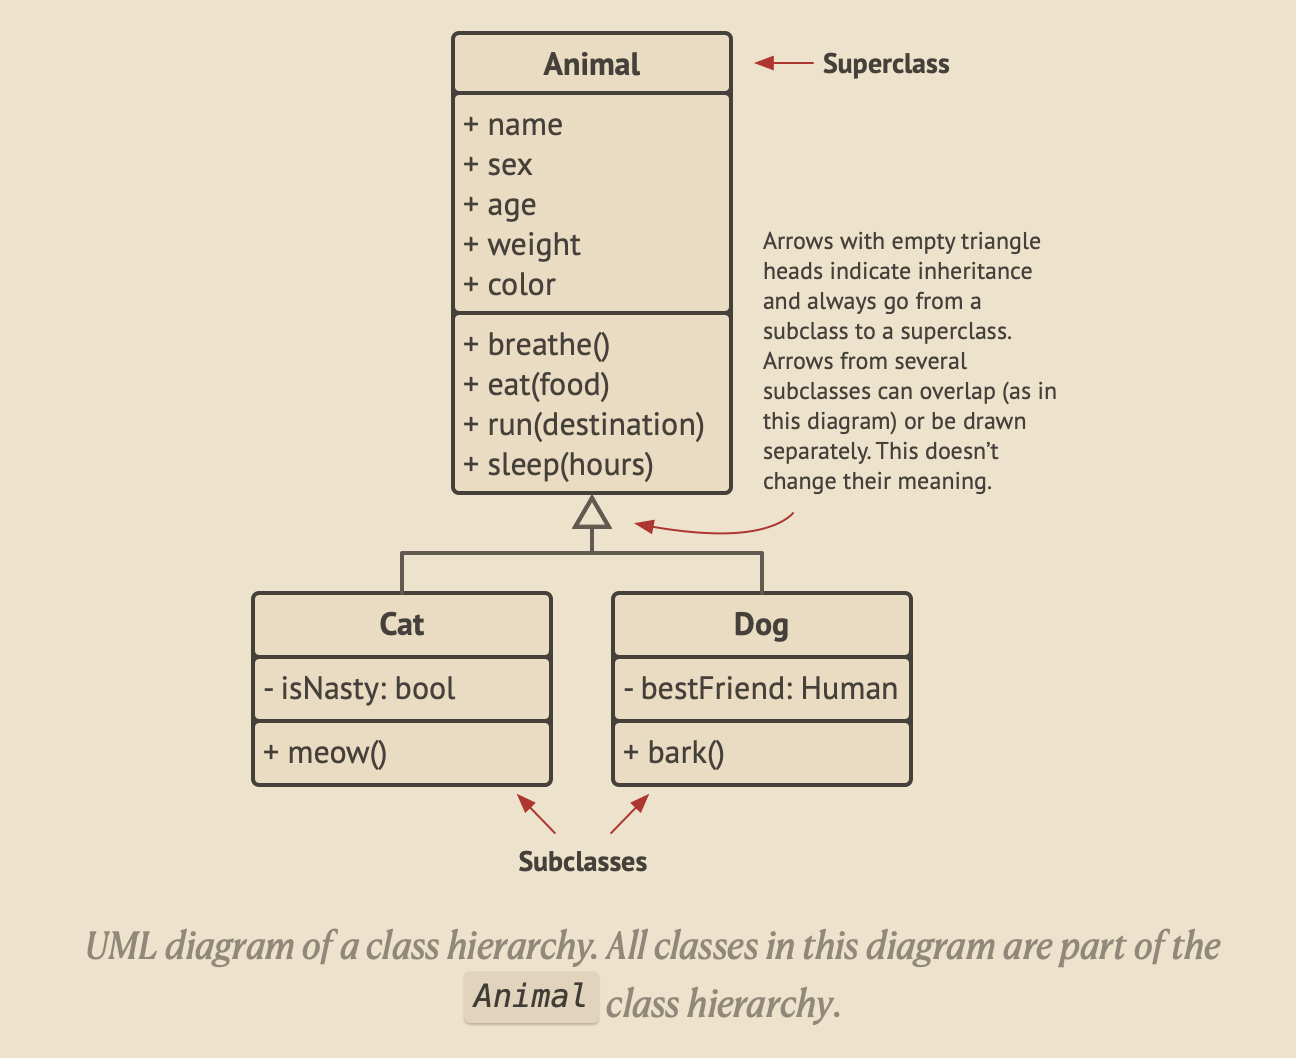 Animal
Superclass
+ name
+ sex
+ age
+ weight
+ color
+ breathe()
+ eat(food)
+ run(destination)
+ sleep(hours)
Arrows with empty triangle
heads indicate inheritance
and always go from a
subclass to a superclass.
Arrows from several
subclasses can overlap (as in
this diagram) or be drawn
separately. This doesn’t
change their meaning.
Cat
- isNasty: bool
+ meow()
Dog
- bestFriend: Human
+ bark()
Subclasses
UML diagram of a class hierarchy. All classes in this diagram are part of the
Animal class hierarchy.